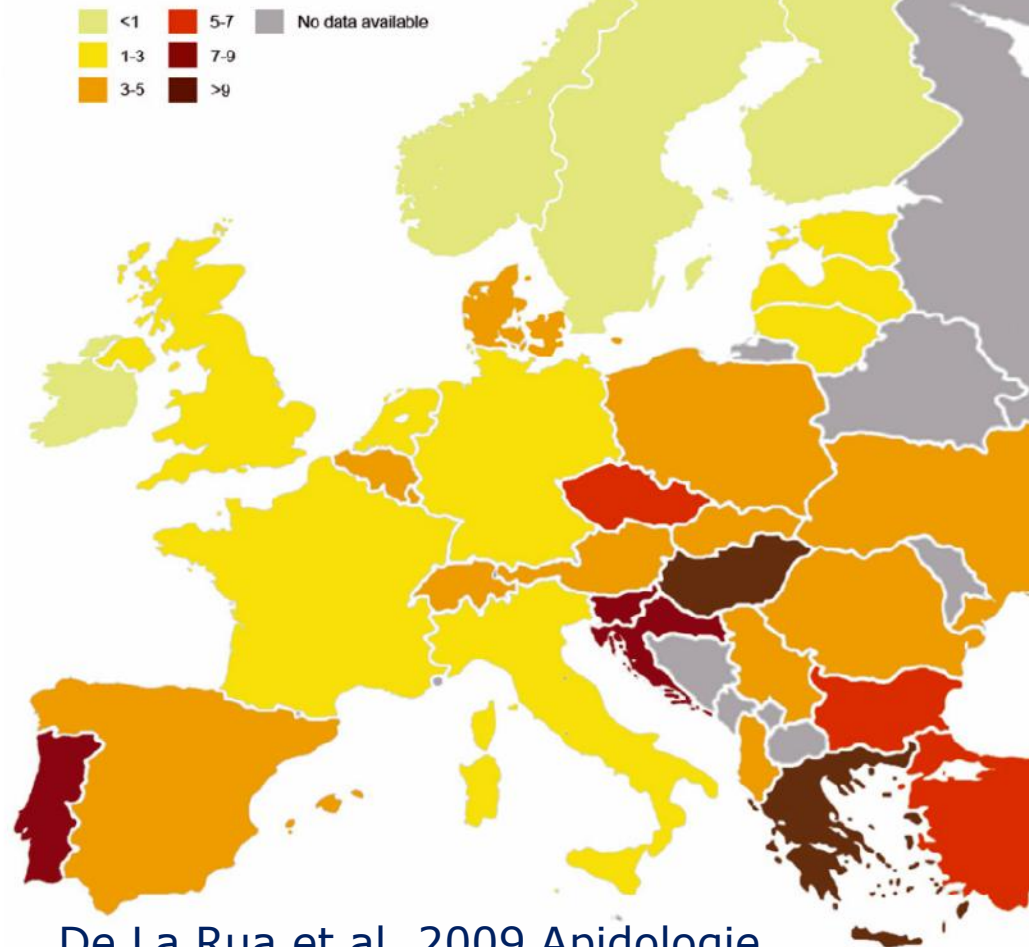 <1 5-7 No data available
1-3 7-9
3-5 >9
De La Rua et al. 2009 Apidologie